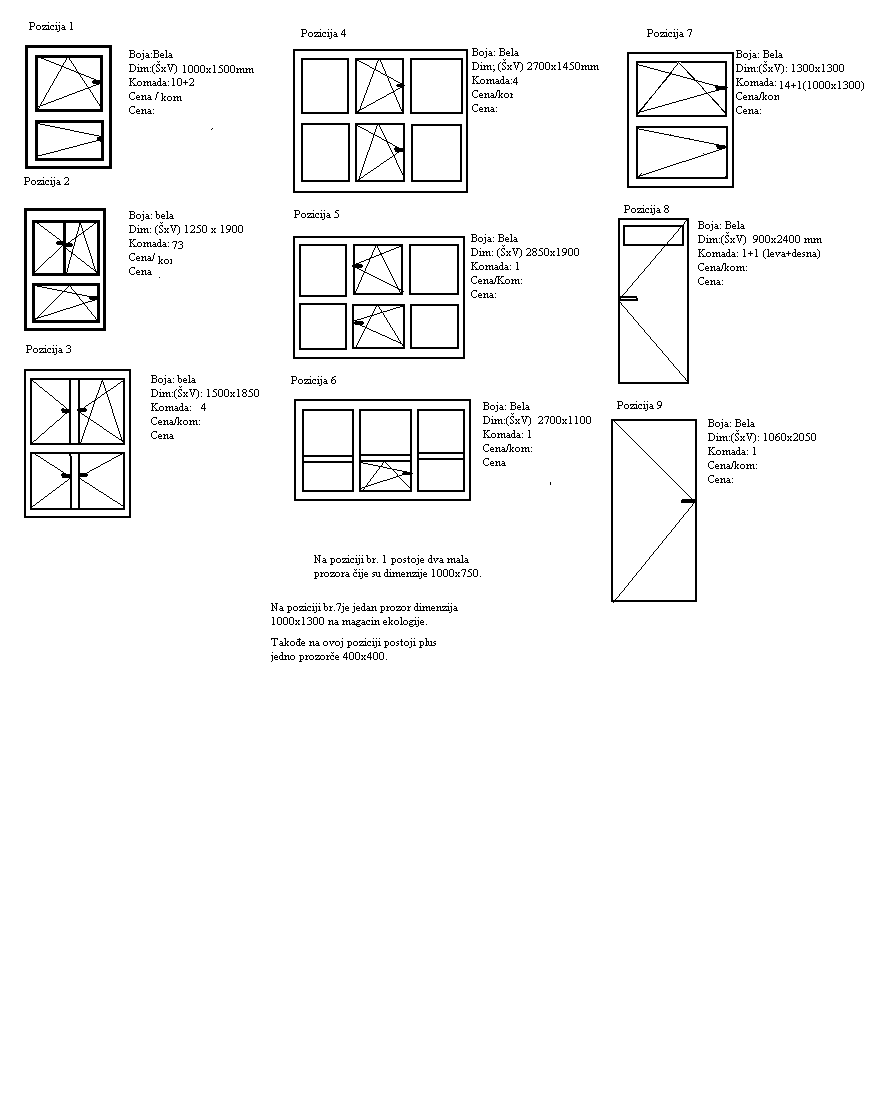 Pozicija 1
Boja:Bela
Dim:(ŠxV) 1000x1500mm
Komada:10+2
Cena / kom
Cena:
Pozicija 2
Boja: bela
Dim: (ŠxV) 1250 x 1900
Komada: 73
Cena/
Cena
Pozicija 3
Boja: bela
Dim:(ŠxV): 1500x1850
Komada: 4
Cena/kom:
Cena
Pozicija 4
Boja: Bela
Dim; (ŠxV) 2700x1450mm
Komada:4
Cena:
Pozicija 5
Boja: Bela
Dim: (ŠxV) 2850x1900
Komada: 1
Cena/Kom:
Cena:
Pozicija 6
Boja: Bela
Dim:(ŠxV) 2700x1100
Komada: 1
Cena/kom:
Cena
Na poziciji br. 1 postoje dva mala
prozora čije su dimenzije 1000x750.
Na poziciji br.7je jedan prozor dimenzija
1000x1300 na magacin ekologije.
Takođe na ovoj poziciji postoji plus
jedno prozorče 400x400.
Pozicija 7
Boja: Bela
Dim:(ŠxV): 1300x1300
Komada: 14+1(1000x1300)
Cena:
Pozicija 8
Boja: Bela
Dim:(ŠxV) 900x2400 mm
Komada: 1+1 (leva+desna)
Cena/kom:
Cena:
Pozicija 9
Boja: Bela
Dim:(ŠxV): 1060x2050
Komada: 1
Cena/kom:
Cena: